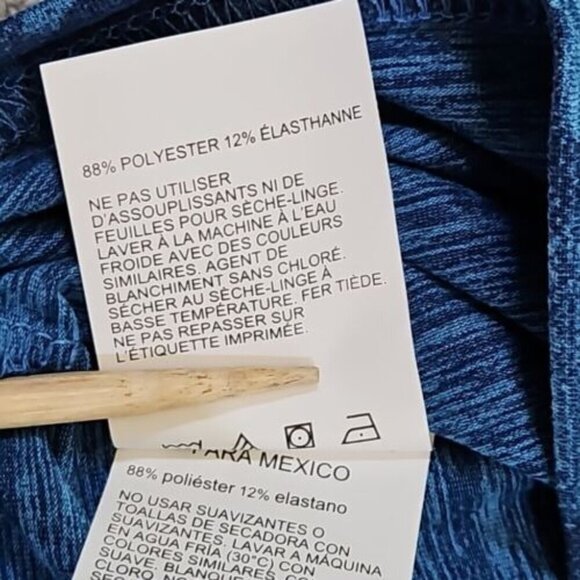 88% POLYESTER 12% ÉLASTHANNE
NE PAS UTILISER
D'ASSOUPLISSANTS NI DE
FEUILLES POUR SÈCHE-LINGE.
LAVER À LA MACHINE À L'EAU
FROIDE AVEC DES COULEURS
SIMILAIRES. AGENT DE
BLANCHIMENT SANS CHLORÉ.
SÉCHER AU SÈCHE-LINGE À
BASSE TEMPÉRATURE. FER TIÈDE.
NE PAS REPASSER SUR
L'ÉTIQUETTE IMPRIMÉE.
PARA MEXICO
88% poliéster 12% elastano
NO USAR SUAVIZANTES O
TOALLAS DE SECADORA CON
SUAVIZANTES. LAVAR A MÁQUINA
EN AGUA FRÍA (30°C) CON
COLORES SIMILARES.
SUAVE.
CLORO.